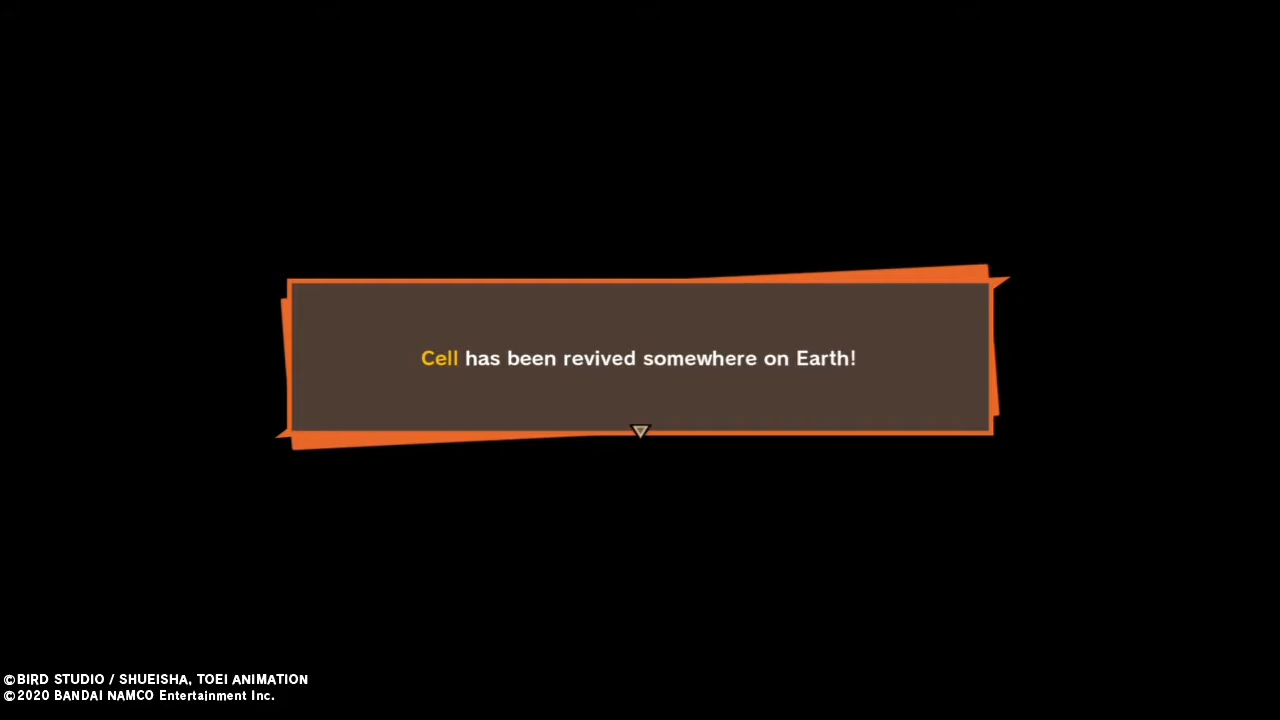 Cell has been revived somewhere on Earth!
©BIRD STUDIO / SHUEISHA, TOEI ANIMATION
©2020 BANDAI NAMCO Entertainment Inc.